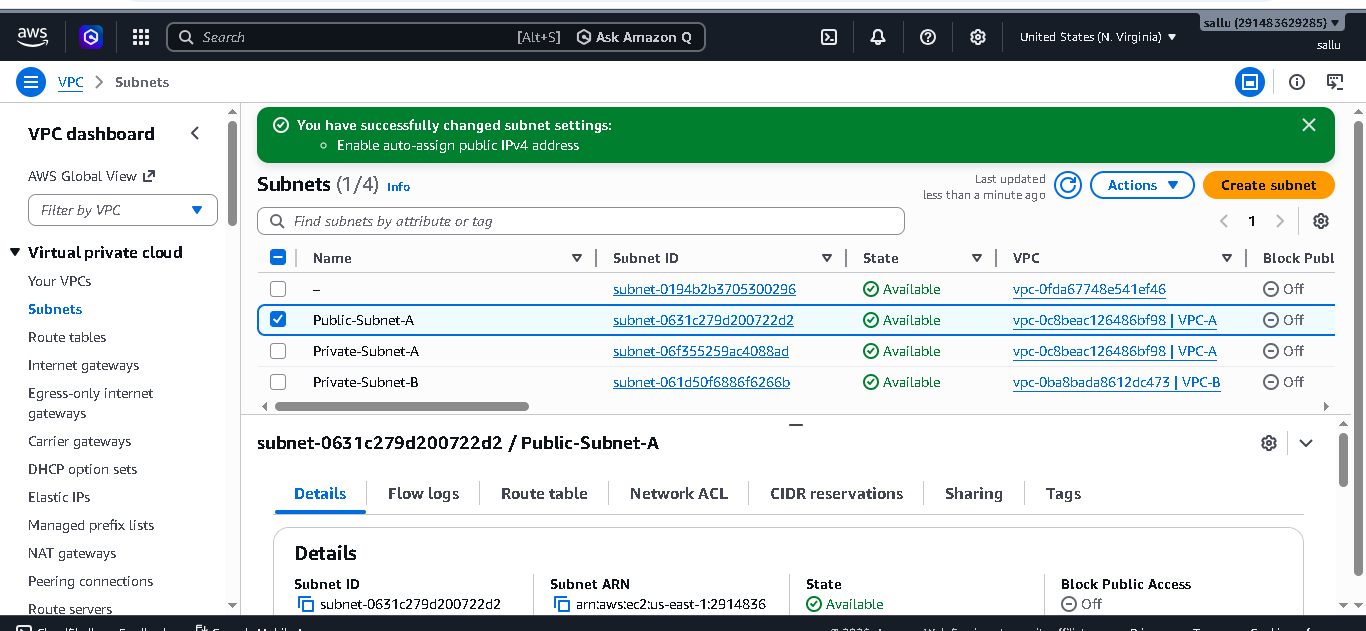 aws
Search [Alt+S] Ask Amazon Q
United States (N. Virginia) ▼
sallu (291483629285) ▼
sallu
VPC > Subnets
VPC dashboard
AWS Global View
Filter by VPC
Virtual private cloud
Your VPCs
Subnets
Route tables
Internet gateways
Egress-only internet
gateways
Carrier gateways
DHCP option sets
Elastic IPs
Managed prefix lists
NAT gateways
Peering connections
Route servers
You have successfully changed subnet settings:
Enable auto-assign public IPv4 address
Subnets (1/4) Info
Last updated
less than a minute ago
Actions ▼
Create subnet
Find subnets by attribute or tag
1
Name Subnet ID State VPC Block Publ
– subnet-0194b2b3705300296 Available vpc-0fda67748e541ef46 Off
Public-Subnet-A subnet-0631c279d200722d2 Available vpc-0c8beac126486bf98 | VPC-A Off
Private-Subnet-A subnet-06f355259ac4088ad Available vpc-0c8beac126486bf98 | VPC-A Off
Private-Subnet-B subnet-061d50f6886f6266b Available vpc-0ba8bada8612dc473 | VPC-B Off
subnet-0631c279d200722d2 / Public-Subnet-A
Details Flow logs Route table Network ACL CIDR reservations Sharing Tags
Details
Subnet ID Subnet ARN State Block Public Access
subnet-0631c279d200722d2 arn:aws:ec2:us-east-1:2914836 Available Off